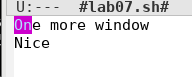 U:---  #lab07.sh#
One more window
Nice